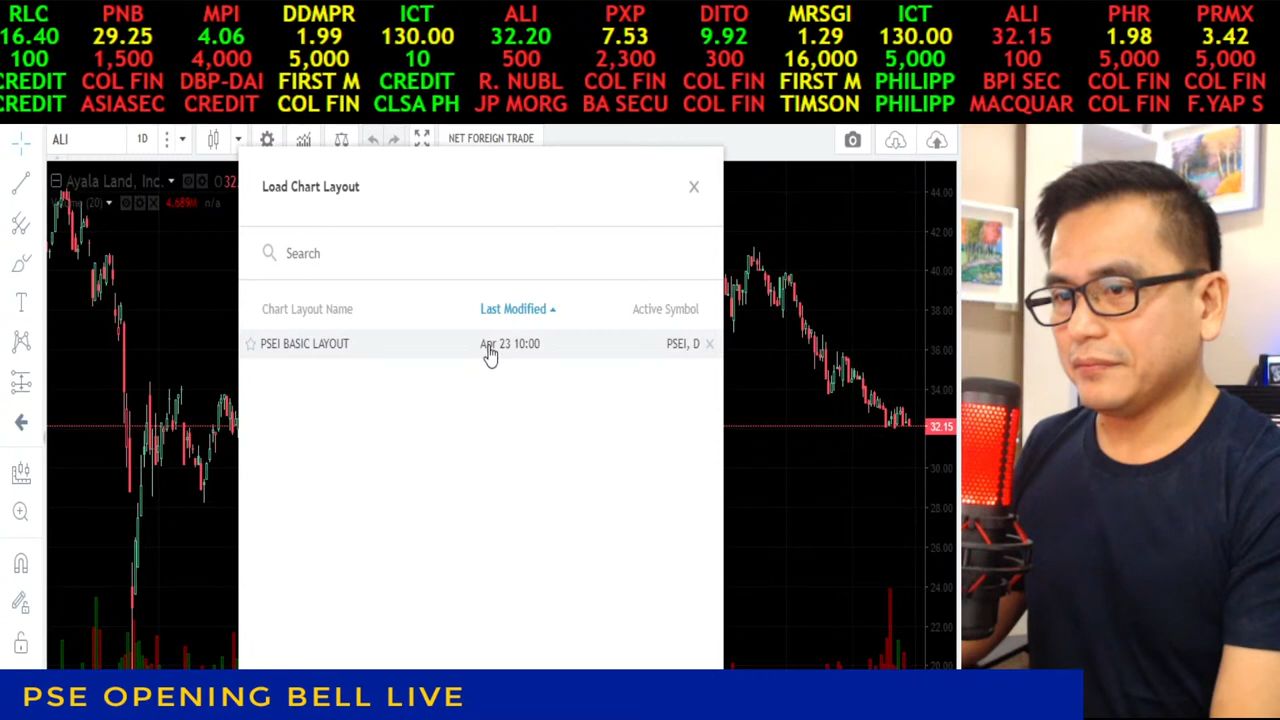 RLC PNB MPI DDMPR ICT ALI PXP DITO MRSGI ICT ALI PHR PRMX
16.40 29.25 4.06 1.99 130.00 32.20 7.53 9.92 1.29 130.00 32.15 1.98 3.42
100 1,500 4,000 5,000 10 500 2,300 300 16,000 5,000 100 5,000 5,000
CREDIT COL FIN DBP-DAI FIRST M CREDIT R. NUBL COL FIN COL FIN FIRST M PHILIPP BPI SEC COL FIN COL FIN
CREDIT ASIASEC CREDIT COL FIN CLSA PH JP MORG BA SECU COL FIN TIMSON PHILIPP MACQUAR COL FIN F.YAP S
ALI 1D NET FOREIGN TRADE
Ayala Land, Inc. O32.
Volume (20) 4.689M n/a
Load Chart Layout
Search
Chart Layout Name Last Modified Active Symbol
PSEI BASIC LAYOUT Apr 23 10:00 PSEI, D
44.00
42.00
40.00
38.00
36.00
34.00
32.15
30.00
28.00
26.00
24.00
22.00
20.00
PSE OPENING BELL LIVE